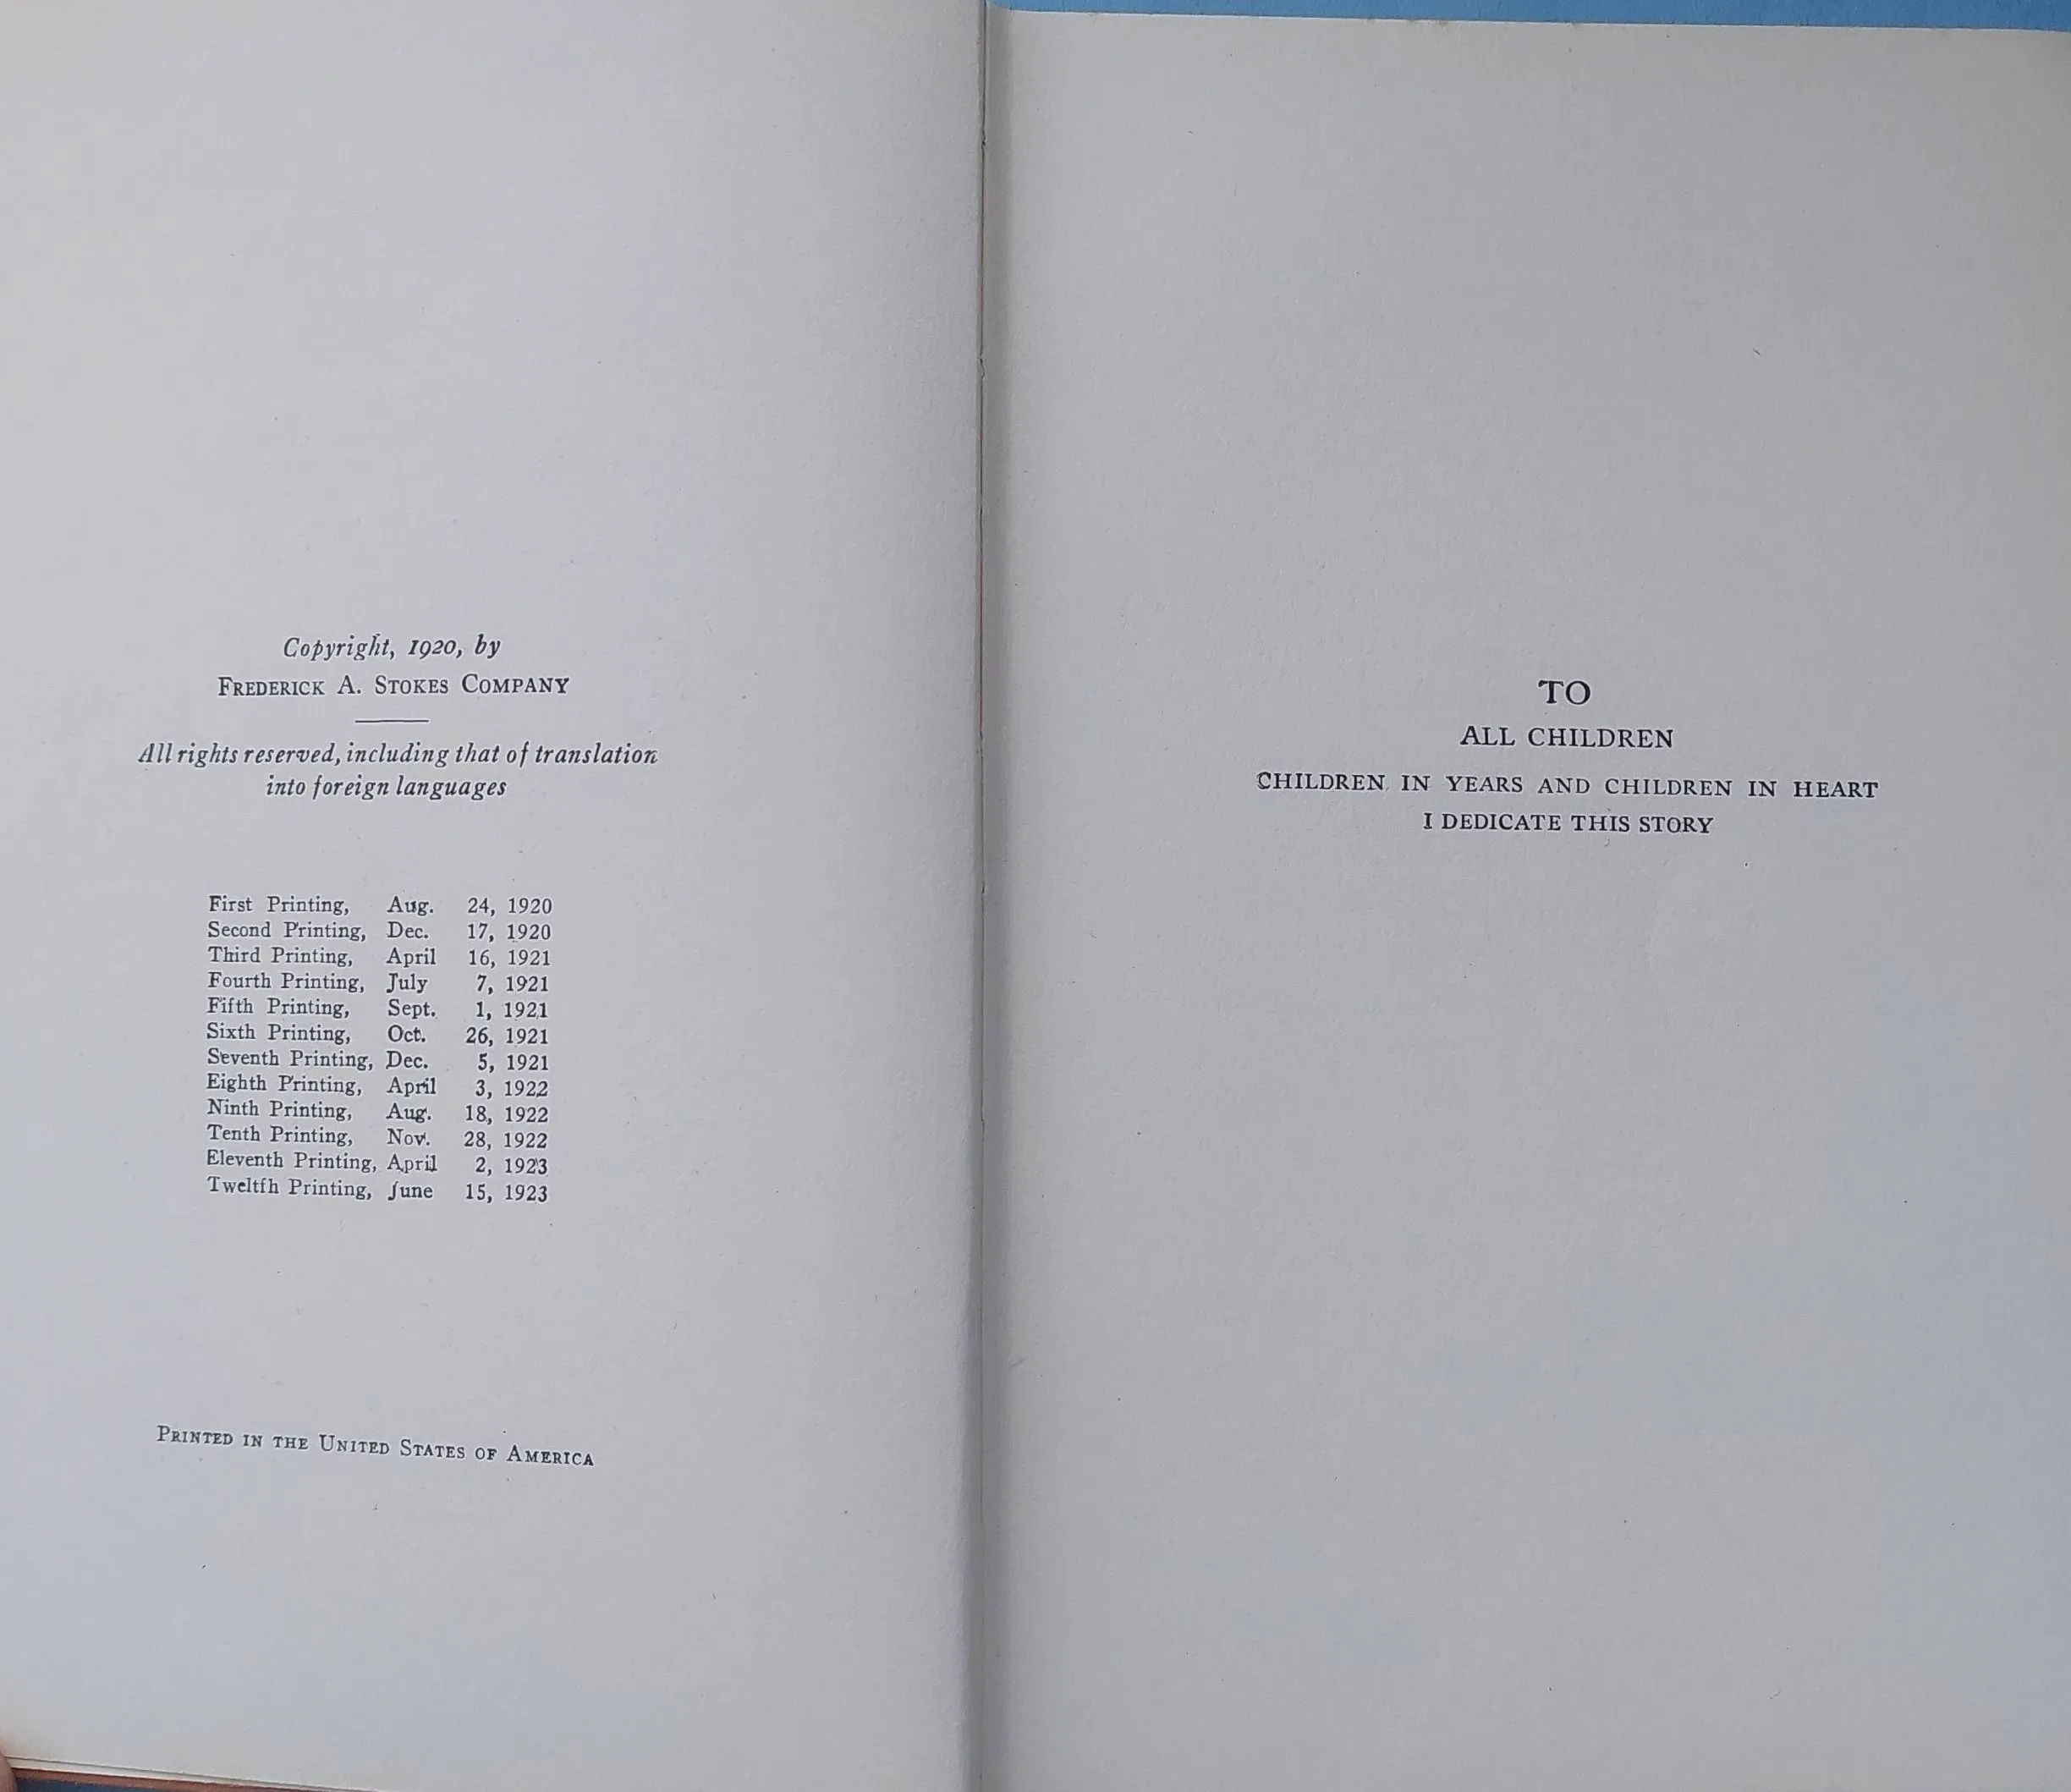 Copyright, 1920, by
FREDERICK A. STOKES COMPANY
All rights reserved, including that of translation
into foreign languages
First Printing, Aug. 24, 1920
Second Printing, Dec. 17, 1920
Third Printing, April 16, 1921
Fourth Printing, July 7, 1921
Fifth Printing, Sept. 1, 1921
Sixth Printing, Oct. 26, 1921
Seventh Printing, Dec. 5, 1921
Eighth Printing, April 3, 1922
Ninth Printing, Aug. 18, 1922
Tenth Printing, Nov. 28, 1922
Eleventh Printing, April 2, 1923
Tweltfh Printing, June 15, 1923
PRINTED IN THE UNITED STATES OF AMERICA
TO
ALL CHILDREN
CHILDREN IN YEARS AND CHILDREN IN HEART
I DEDICATE THIS STORY